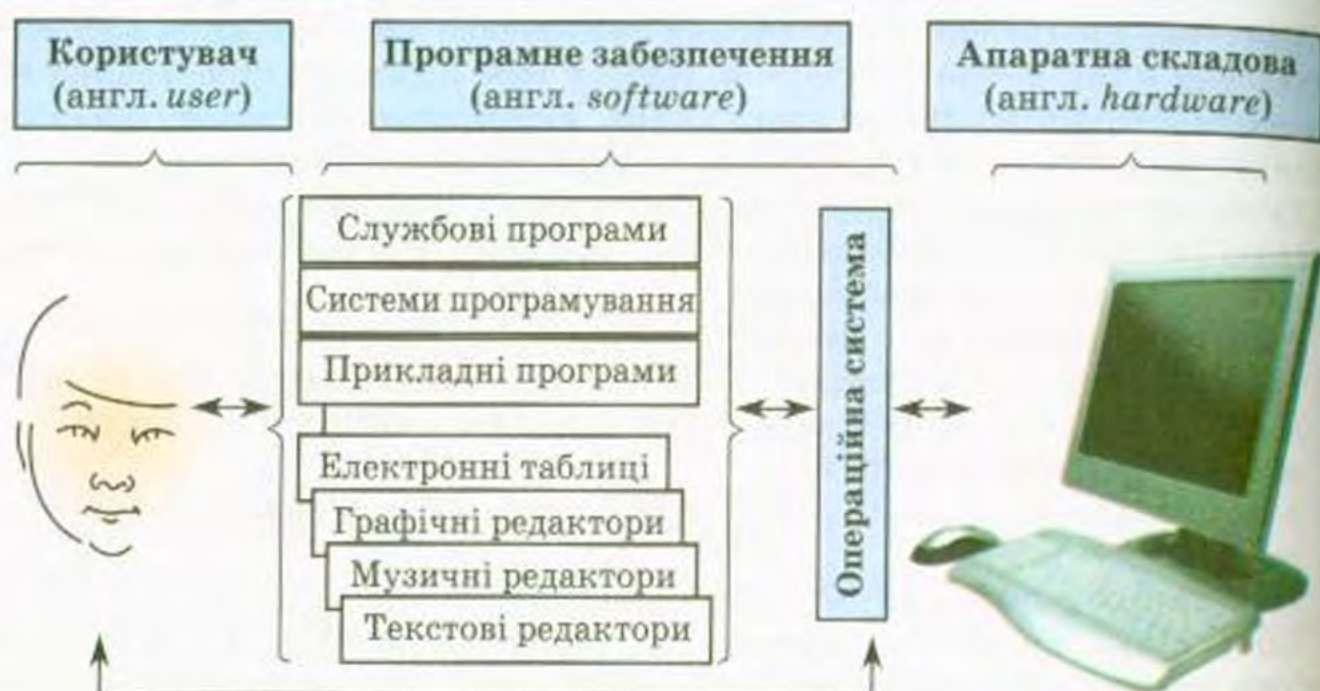 Користувач
(англ. user)
Програмне забезпечення
(англ. software)
Апаратна складова
(англ. hardware)
Службові програми
Системи програмування
Прикладні програми
Електронні таблиці
Графічні редактори
Музичні редактори
Текстові редактори
Операційна система